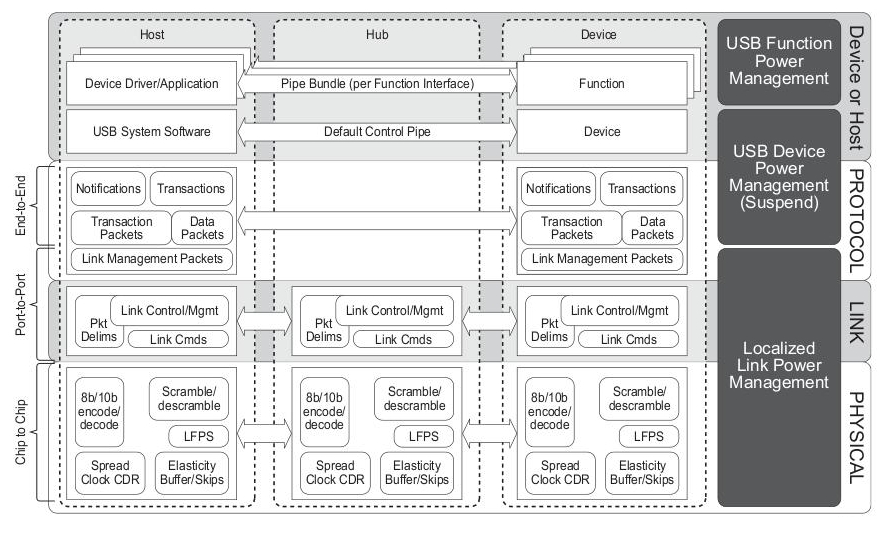 Host
Hub
Device
Device Driver/Application
Pipe Bundle (per Function Interface)
Function
USB System Software
Default Control Pipe
Device
Notifications
Transactions
Transaction
Packets
Data
Packets
Link Management Packets
Notifications
Transactions
Transaction
Packets
Data
Packets
Link Management Packets
Pkt
Delims
Link Control/Mgmt
Link Cmds
Pkt
Delims
Link Control/Mgmt
Link Cmds
Pkt
Delims
Link Control/Mgmt
Link Cmds
8b/10b
encode/
decode
Scramble/
descramble
LFPS
Spread
Clock CDR
Elasticity
Buffer/Skips
8b/10b
encode/
decode
Scramble/
descramble
LFPS
Spread
Clock CDR
Elasticity
Buffer/Skips
8b/10b
encode/
decode
Scramble/
descramble
LFPS
Spread
Clock CDR
Elasticity
Buffer/Skips
End-to-End
Port-to-Port
Chip to Chip
USB Function
Power
Management
USB Device
Power
Management
(Suspend)
Localized
Link Power
Management
Device or Host
PROTOCOL
LINK
PHYSICAL